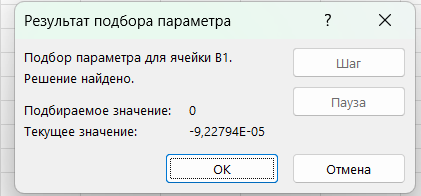 Результат подбора параметра ? ×
Подбор параметра для ячейки B1.
Решение найдено.
Шаг
Пауза
Подбираемое значение: 0
Текущее значение: -9,22794E-05
ОК
Отмена